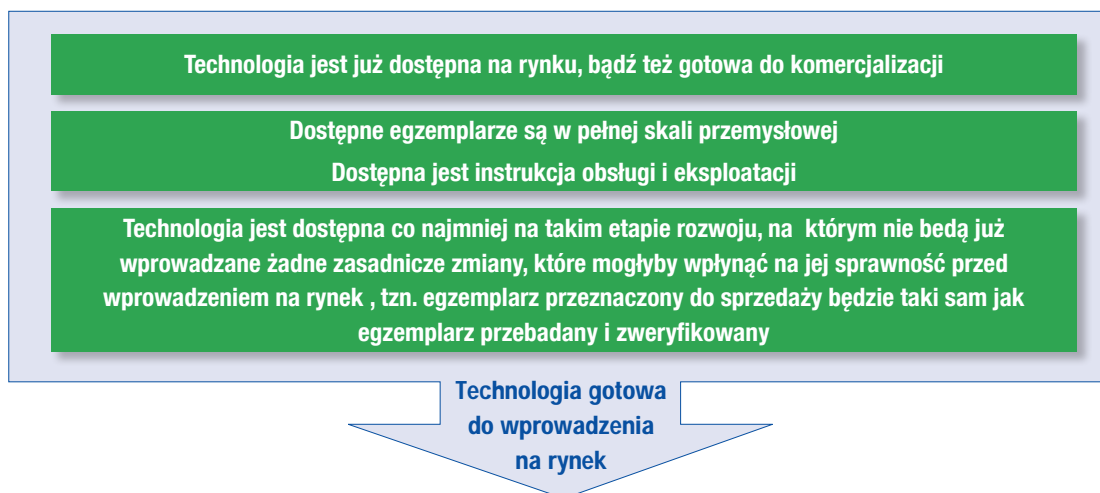 Technologia jest już dostępna na rynku, bądź też gotowa do komercjalizacji
Dostępne egzemplarze są w pełnej skali przemysłowej
Dostępna jest instrukcja obsługi i eksploatacji
Technologia jest dostępna co najmniej na takim etapie rozwoju, na którym nie bedą już
wprowadzane żadne zasadnicze zmiany, które mogłyby wpłynąć na jej sprawność przed
wprowadzeniem na rynek , tzn. egzemplarz przeznaczony do sprzedaży będzie taki sam jak
egzemplarz przebadany i zweryfikowany
Technologia gotowa
do wprowadzenia
na rynek